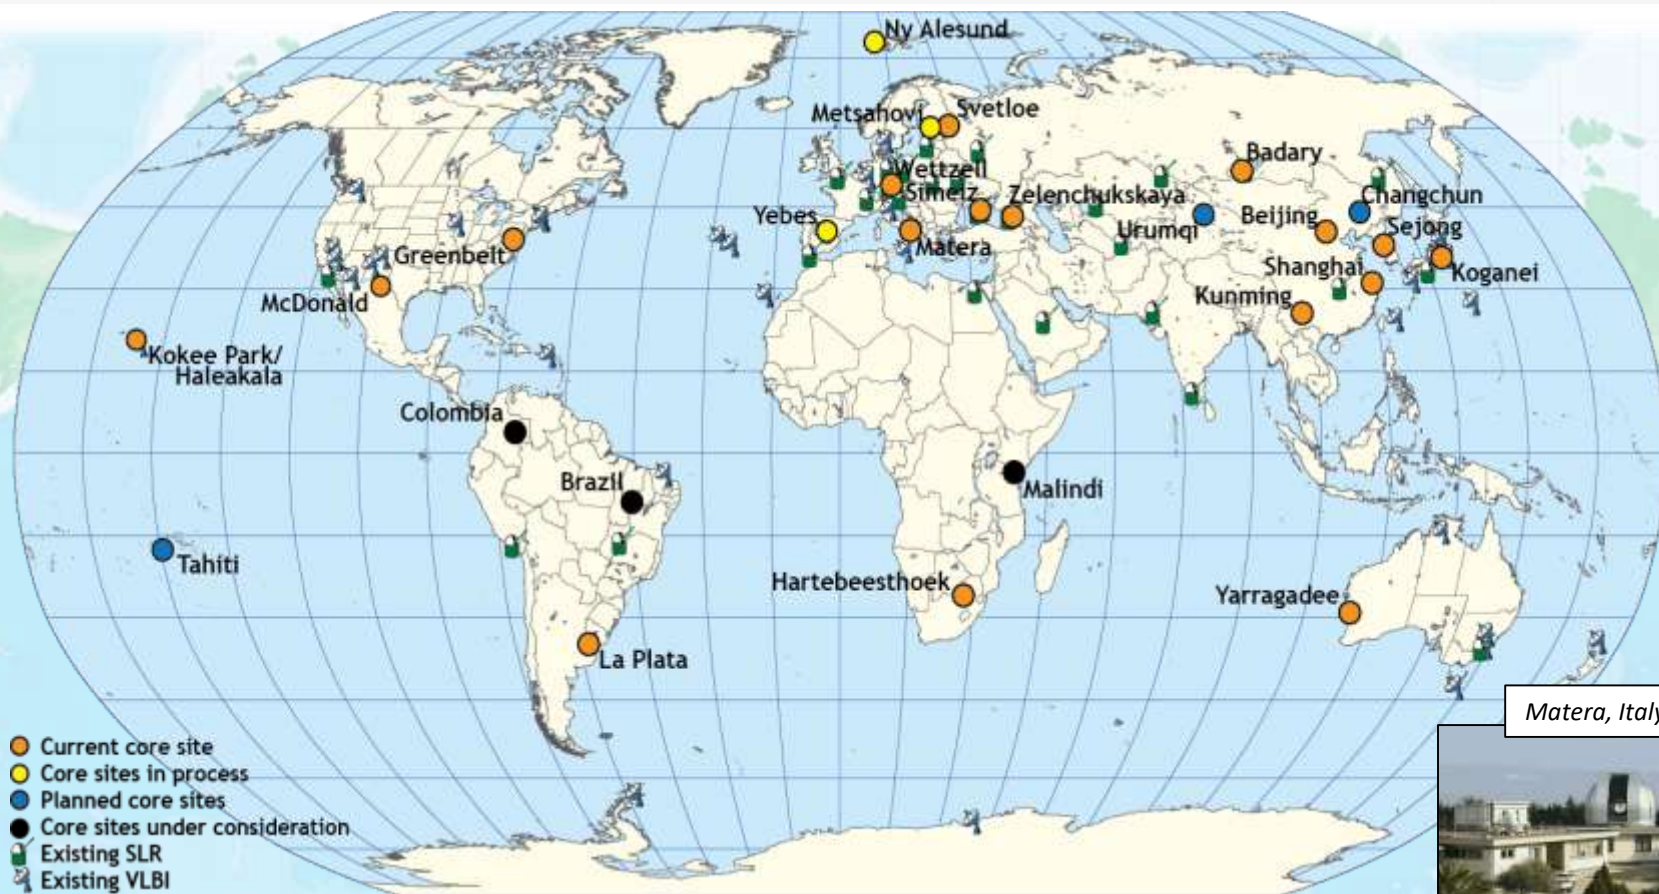 Ny Alesund
Metsahovi
Svetloe
Badary
Wettzell
Simeiz
Zelenchukskaya
Changchun
Yebes
Urumqi
Beijing
Sejong
Greenbelt
Matera
Shanghai
Koganei
McDonald
Kunming
Kokee Park/
Haleakala
Colombia
Brazil
Malindi
Tahiti
Hartebeesthoek
Yarragadee
La Plata
Matera, Italy
Current core site
Core sites in process
Planned core sites
Core sites under consideration
Existing SLR
Existing VLBI